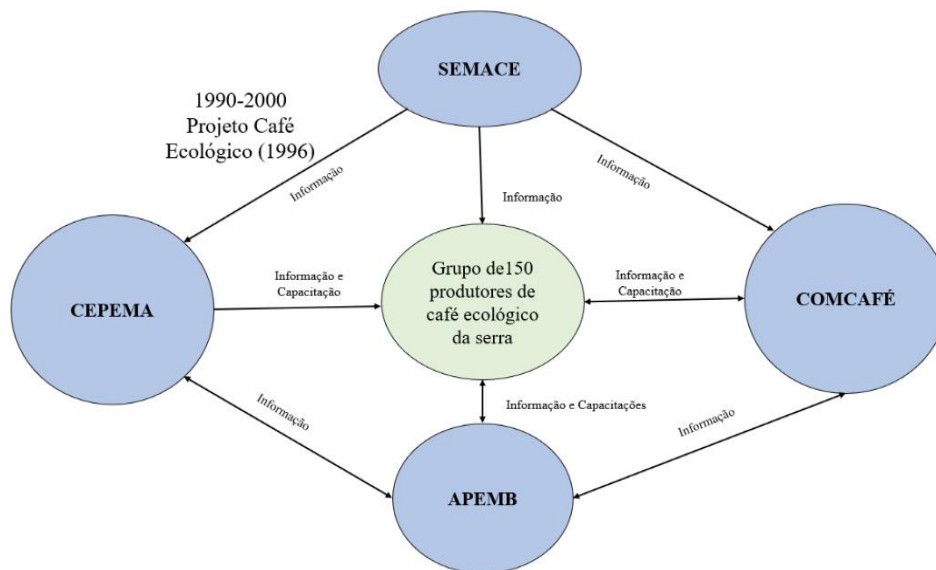 SEMACE
1990-2000
Projeto Café
Ecológico (1996)
Informação
Informação
Informação
CEPEMA
Informação e
Capacitação
Grupo de150
produtores de
café ecológico
da serra
Informação e
Capacitação
COMCAFÉ
Informação
Informação e Capacitações
Informação
APEMB